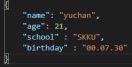 {
"name": "yuchan",
"age": 21,
"school" : "SKKU",
"birthday" : "00.07.30"
}